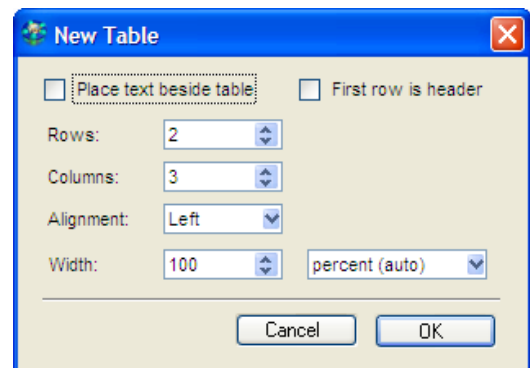 New Table
Place text beside table First row is header
Rows: 2
Columns: 3
Alignment: Left
Width: 100 percent (auto)
Cancel OK